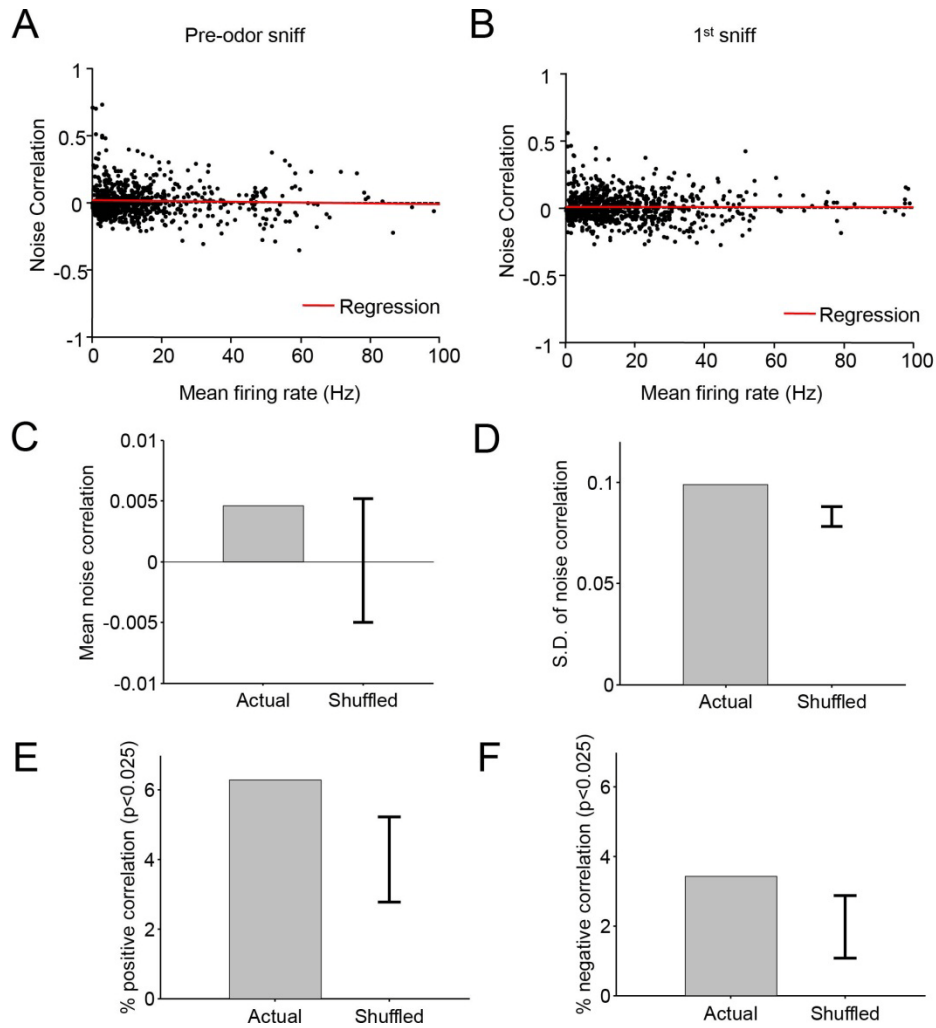 A
Pre-odor sniff
1
0.5
0
-0.5
-1
Noise Correlation
Regression
0 20 40 60 80 100
Mean firing rate (Hz)
B
1st sniff
1
0.5
0
-0.5
-1
Noise Correlation
Regression
0 20 40 60 80 100
Mean firing rate (Hz)
C
0.01
0.005
0
-0.005
-0.01
Mean noise correlation
Actual Shuffled
D
0.1
0.05
0
S.D. of noise correlation
Actual Shuffled
E
6
4
2
0
% positive correlation (p<0.025)
Actual Shuffled
F
6
4
2
0
% negative correlation (p<0.025)
Actual Shuffled